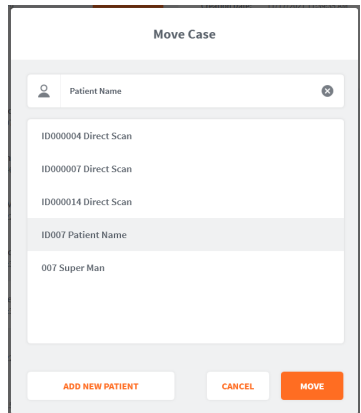 Move Case
Patient Name
ID000004 Direct Scan
ID000007 Direct Scan
ID000014 Direct Scan
ID007 Patient Name
007 Super Man
ADD NEW PATIENT
CANCEL
MOVE